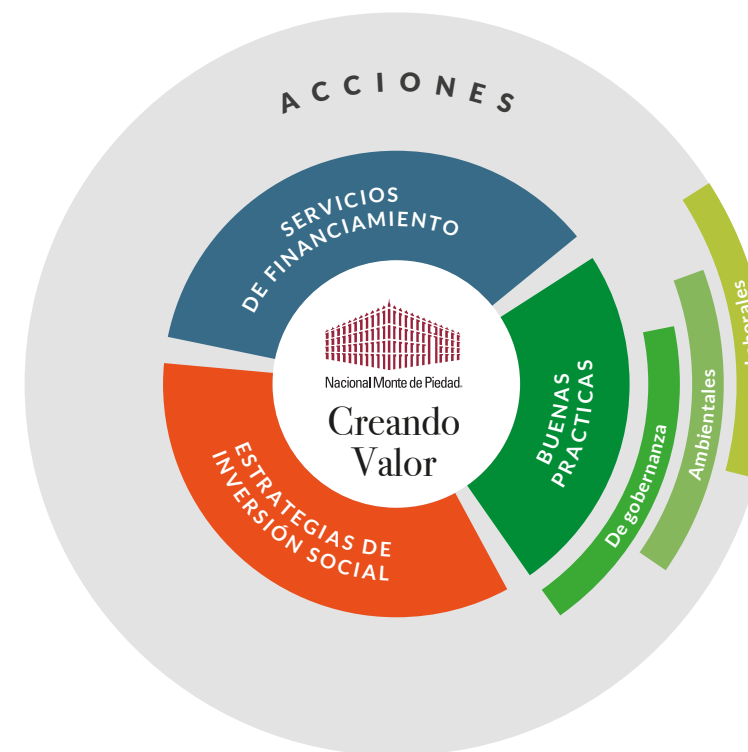 ACCIONES
SERVICIOS
DE FINANCIAMIENTO
Nacional Monte de Piedad.
Creando
Valor
BUENAS
PRACTICAS
De gobernanza
Ambientales
ESTRATEGIAS DE
INVERSIÓN SOCIAL